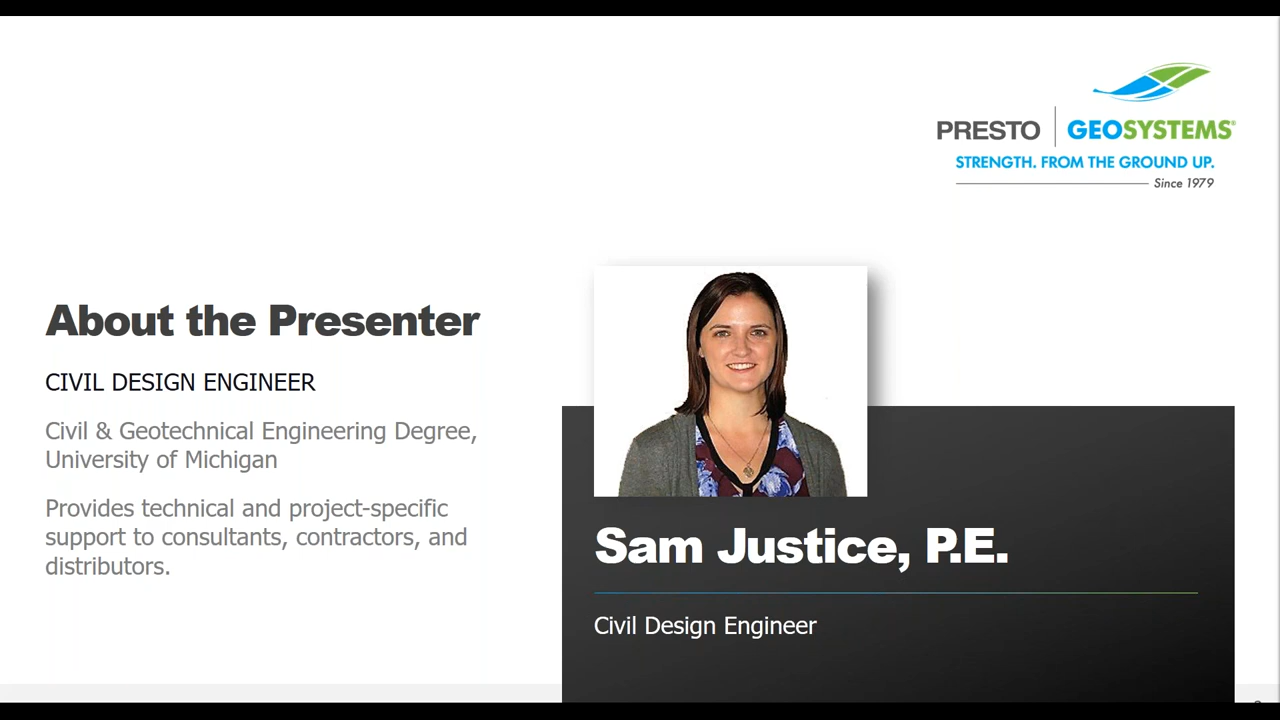 PRESTO GEOSYSTEMS®
STRENGTH. FROM THE GROUND UP.
Since 1979
About the Presenter
CIVIL DESIGN ENGINEER
Civil & Geotechnical Engineering Degree,
University of Michigan
Provides technical and project-specific
support to consultants, contractors, and
distributors.
Sam Justice, P.E.
Civil Design Engineer